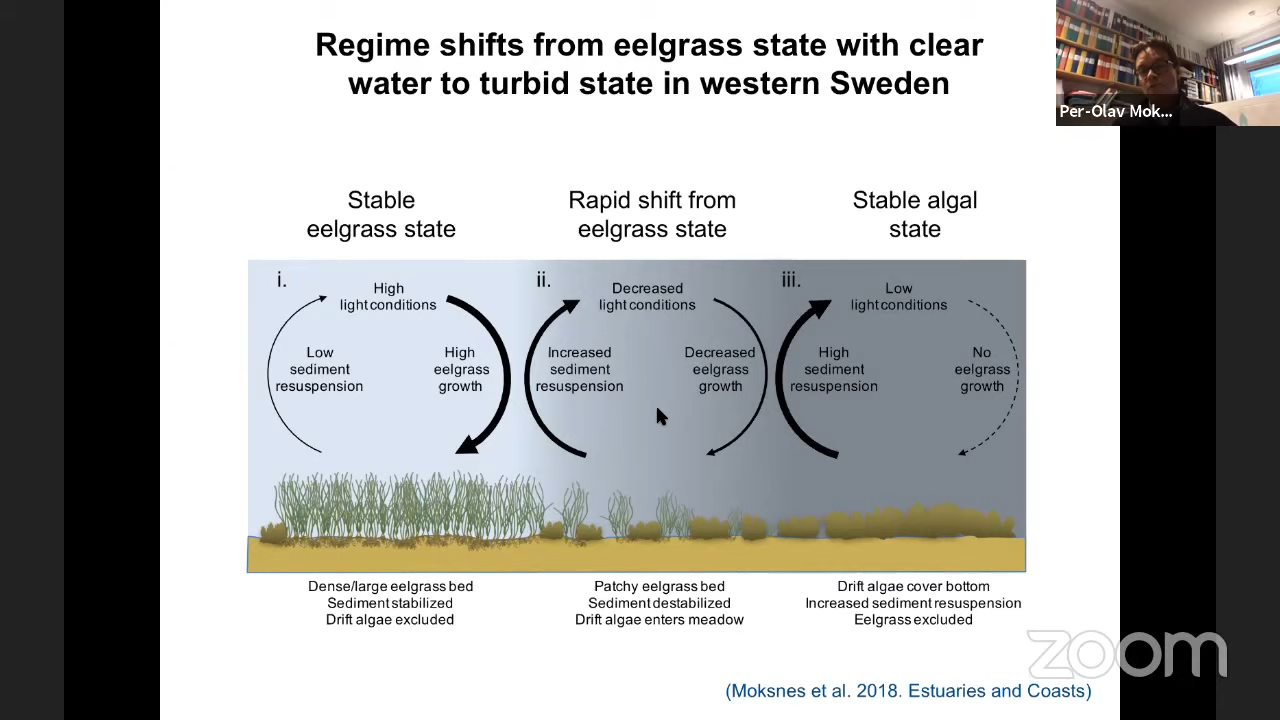 Regime shifts from eelgrass state with clear
water to turbid state in western Sweden
Per-Olav Mok...
Stable
eelgrass state
Rapid shift from
eelgrass state
Stable algal
state
i.
High
light conditions
Low
sediment
resuspension
High
eelgrass
growth
ii.
Decreased
light conditions
Increased
sediment
resuspension
Decreased
eelgrass
growth
iii.
Low
light conditions
High
sediment
resuspension
No
eelgrass
growth
Dense/large eelgrass bed
Sediment stabilized
Drift algae excluded
Patchy eelgrass bed
Sediment destabilized
Drift algae enters meadow
Drift algae cover bottom
Increased sediment resuspension
Eelgrass excluded
zoom
(Moksnes et al. 2018. Estuaries and Coasts)